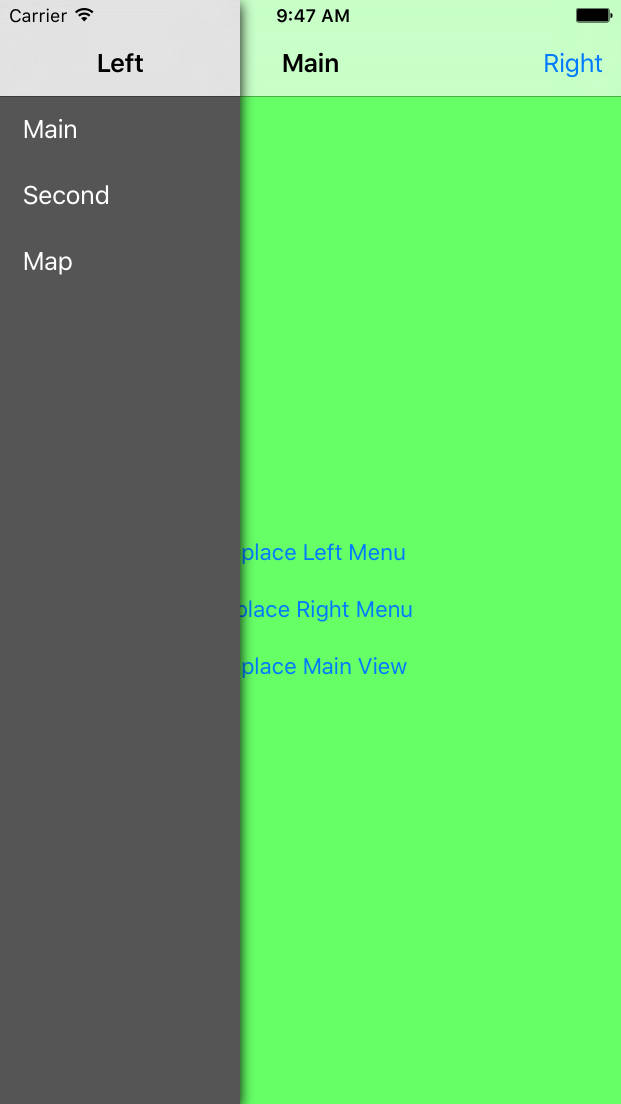 Carrier 9:47 AM
Left Main Right
Main
Second
Map
place Left Menu
place Right Menu
place Main View